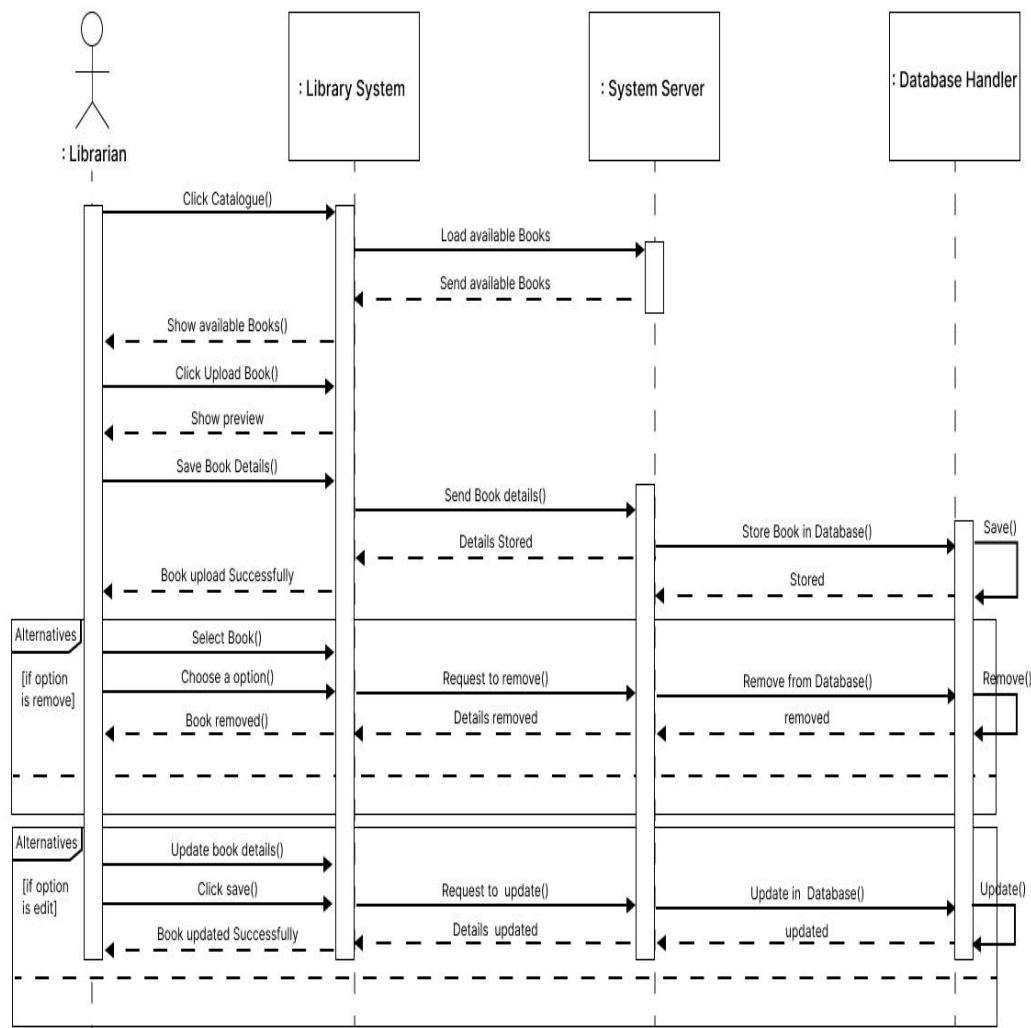 : Librarian
: Library System
: System Server
: Database Handler
Click Catalogue()
Load available Books
Send available Books
Show available Books()
Click Upload Book()
Show preview
Save Book Details()
Send Book details()
Store Book in Database()
Save()
Details Stored
Book upload Successfully
Stored
Alternatives
[if option
is remove]
Select Book()
Choose a option()
Request to remove()
Remove from Database()
Remove()
Book removed()
Details removed
removed
Alternatives
[if option
is edit]
Update book details()
Click save()
Request to update()
Update in Database()
Update()
Book updated Successfully
Details updated
updated